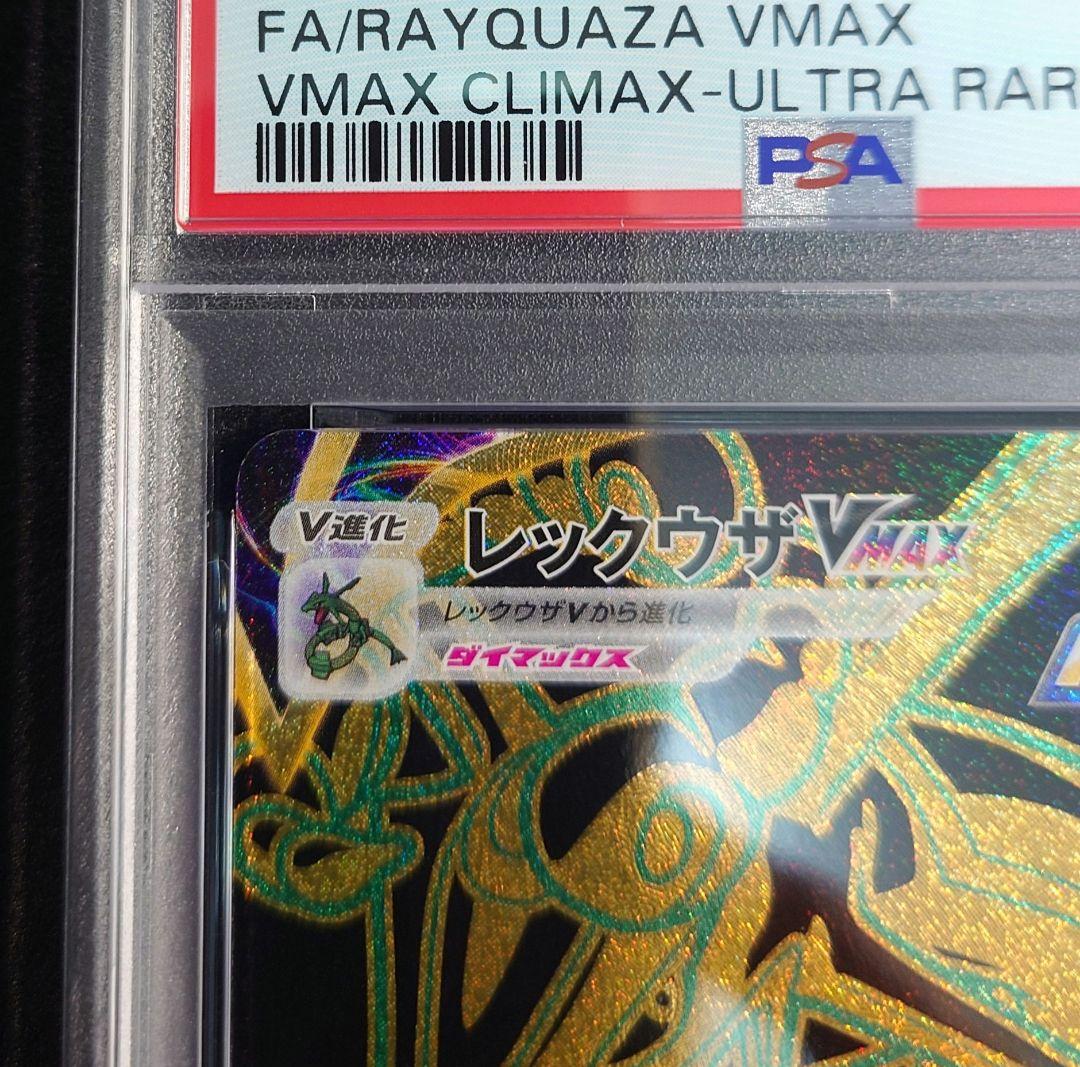 FA/RAYQUAZA VMAX
VMAX CLIMAX-ULTRA RAR
PSA
V進化
レックウザVMAX
レックウザVから進化
ダイマックス